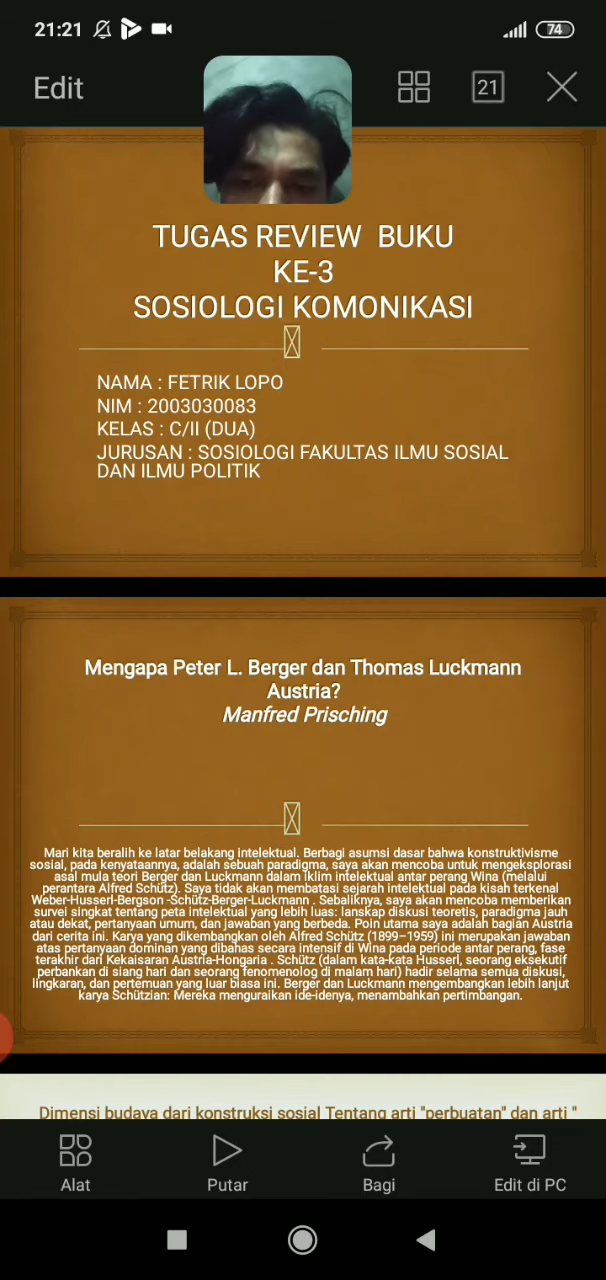 21:21
74
Edit
21
TUGAS REVIEW BUKU
KE-3
SOSIOLOGI KOMONIKASI
NAMA : FETRIK LOPO
NIM : 2003030083
KELAS : C/II (DUA)
JURUSAN : SOSIOLOGI FAKULTAS ILMU SOSIAL
DAN ILMU POLITIK
Mengapa Peter L. Berger dan Thomas Luckmann
Austria?
Manfred Prisching
Mari kita beralih ke latar belakang intelektual. Berbagi asumsi dasar bahwa konstruktivisme
sosial, pada kenyataannya, adalah sebuah paradigma, saya akan mencoba untuk mengeksplorasi
asal mula teori Berger dan Luckmann dalam iklim intelektual antar perang Wina (melalui
perantara Alfred Schütz). Saya tidak akan membatasi sejarah intelektual pada kisah terkenal
Weber-Husserl-Bergson -Schütz-Berger-Luckmann . Sebaliknya, saya akan mencoba memberikan
survei singkat tentang peta intelektual yang lebih luas: lanskap diskusi teoretis, paradigma jauh
atau dekat, pertanyaan umum, dan jawaban yang berbeda. Poin utama saya adalah bagian Austria
dari cerita ini. Karya yang dikembangkan oleh Alfred Schütz (1899–1959) ini merupakan jawaban
atas pertanyaan dominan yang dibahas secara intensif di Wina pada periode antar perang, fase
terakhir dari Kekaisaran Austria-Hongaria . Schütz (dalam kata-kata Husserl, seorang eksekutif
perbankan di siang hari dan seorang fenomenolog di malam hari) hadir selama semua diskusi,
lingkaran, dan pertemuan yang luar biasa ini. Berger dan Luckmann mengembangkan lebih lanjut
karya Schützian: Mereka menguraikan ide-idenya, menambahkan pertimbangan.
Dimensi budaya dari konstruksi sosial Tentang arti "perbuatan" dan arti "
Alat
Putar
Bagi
Edit di PC